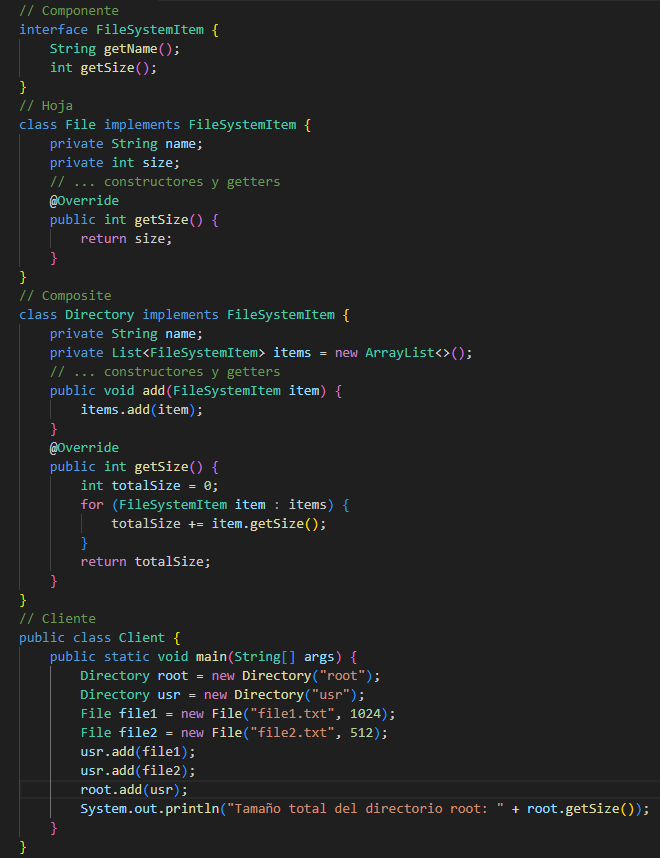 // Componente
interface FileSystemItem {
    String getName();
    int getSize();
}
// Hoja
class File implements FileSystemItem {
    private String name;
    private int size;
    // ... constructores y getters
    @Override
    public int getSize() {
        return size;
    }
}
// Composite
class Directory implements FileSystemItem {
    private String name;
    private List<FileSystemItem> items = new ArrayList<>();
    // ... constructores y getters
    public void add(FileSystemItem item) {
        items.add(item);
    }
    @Override
    public int getSize() {
        int totalSize = 0;
        for (FileSystemItem item : items) {
            totalSize += item.getSize();
        }
        return totalSize;
    }
}
// Cliente
public class Client {
    public static void main(String[] args) {
        Directory root = new Directory("root");
        Directory usr = new Directory("usr");
        File file1 = new File("file1.txt", 1024);
        File file2 = new File("file2.txt", 512);
        usr.add(file1);
        usr.add(file2);
        root.add(usr);
        System.out.println("Tamaño total del directorio root: " + root.getSize());
    }
}